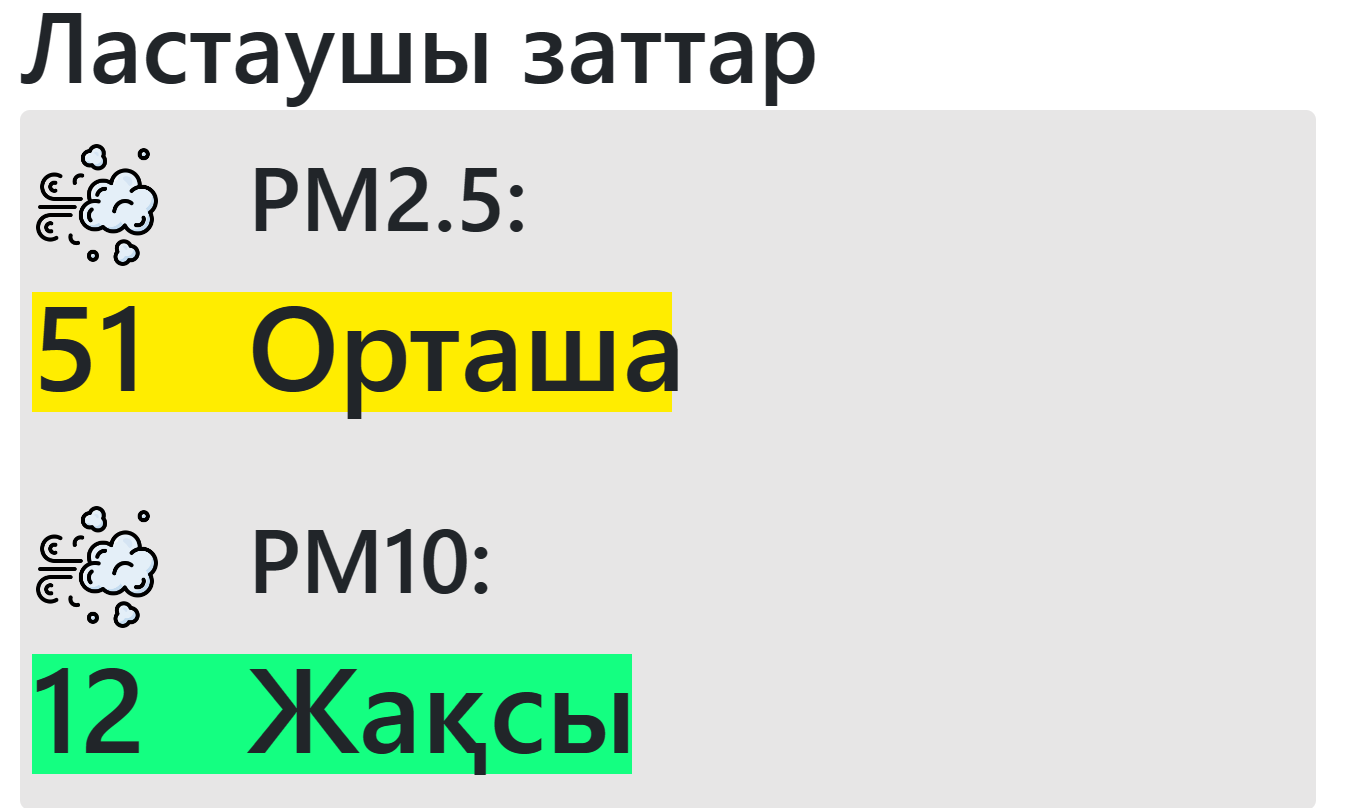 Ластаушы заттар
PM2.5:
51 Орташа
PM10:
12 Жақсы